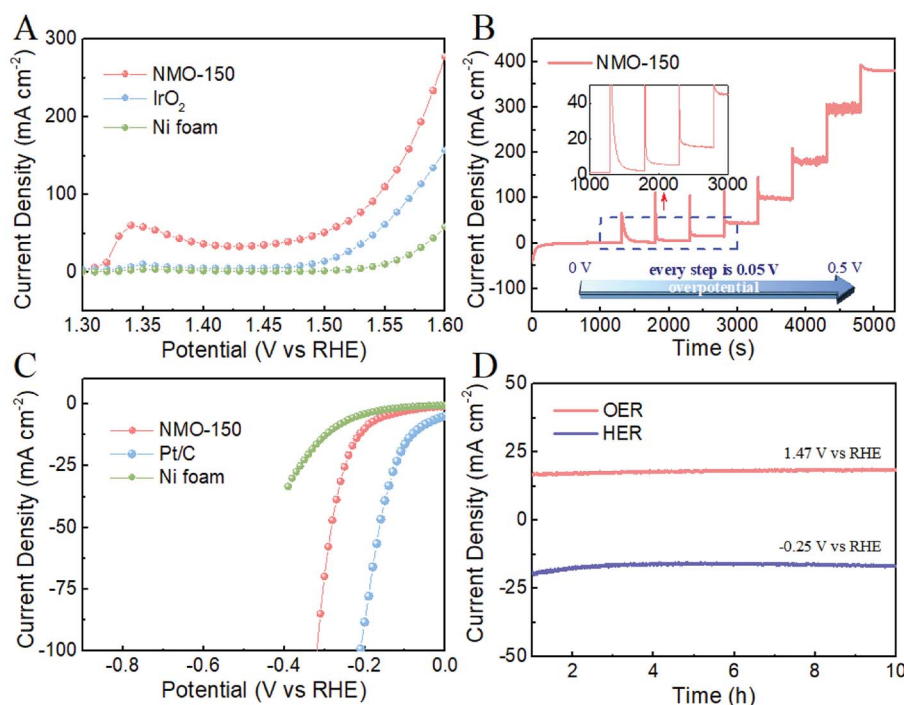 A
Current Density (mA cm⁻²)
300
200
100
0
NMO-150
IrO₂
Ni foam
1.30 1.35 1.40 1.45 1.50 1.55 1.60
Potential (V vs RHE)
B
Current Density (mA cm⁻²)
400
300
200
100
0
-100
NMO-150
40
20
0
1000 2000 3000
0 V
every step is 0.05 V
0.5 V
overpotential
0 1000 2000 3000 4000 5000
Time (s)
C
Current Density (mA cm⁻²)
0
-25
-50
-75
-100
NMO-150
Pt/C
Ni foam
-0.8 -0.6 -0.4 -0.2 0.0
Potential (V vs RHE)
D
Current Density (mA cm⁻²)
50
25
0
-25
-50
OER
HER
1.47 V vs RHE
-0.25 V vs RHE
2 4 6 8 10
Time (h)